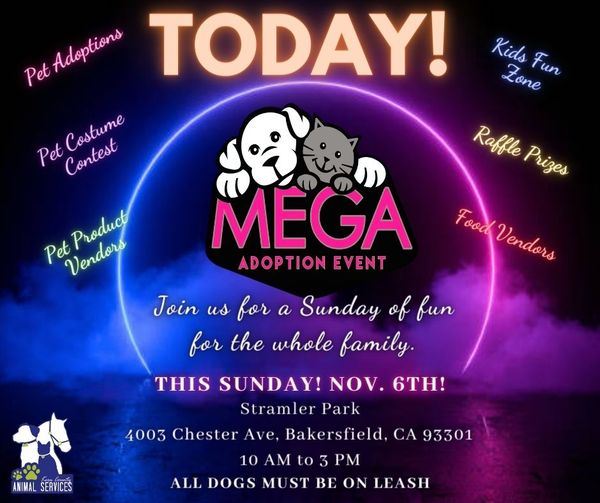 TODAY!
Pet Adoptions
Kids Fun
Zone
Pet Costume
Contest
Raffle Prizes
Pet Product
Vendors
Food Vendors
MEGA
ADOPTION EVENT
Join us for a Sunday of fun
for the whole family.
THIS SUNDAY! NOV. 6TH!
Stramler Park
4003 Chester Ave, Bakersfield, CA 93301
10 AM to 3 PM
ALL DOGS MUST BE ON LEASH
Kern County
ANIMAL SERVICES